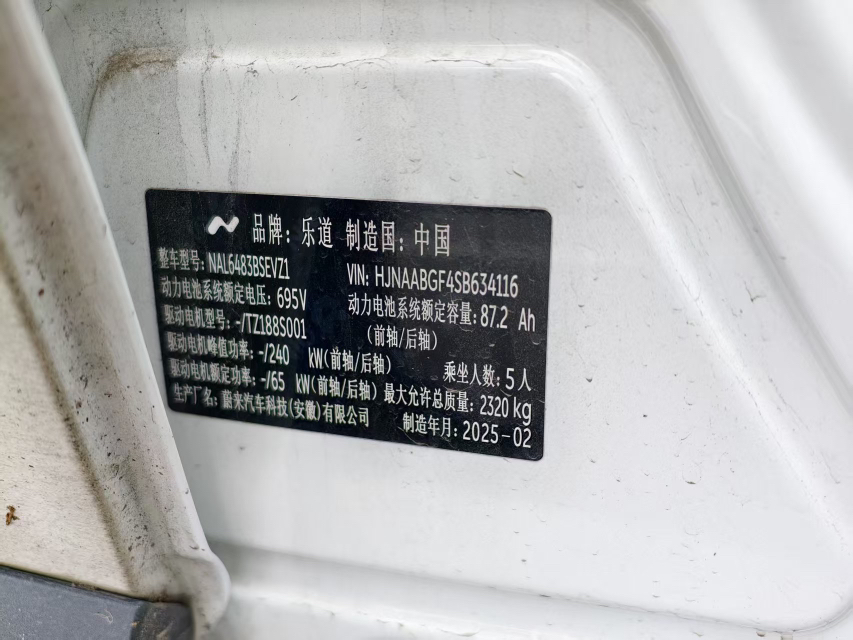 品牌：乐道 制造国：中国
整车型号：NAL6483BSEVZ1 VIN：HJNAABGF4SB634116
动力电池系统额定电压：695V 动力电池系统额定容量：87.2 Ah
驱动电机型号：-/TZ188S001 (前轴/后轴)
驱动电机峰值功率：-/240 kW(前轴/后轴) 乘坐人数：5人
驱动电机额定功率：-/65 kW(前轴/后轴) 最大允许总质量：2320 kg
生产厂名：蔚来汽车科技(安徽)有限公司 制造年月：2025-02